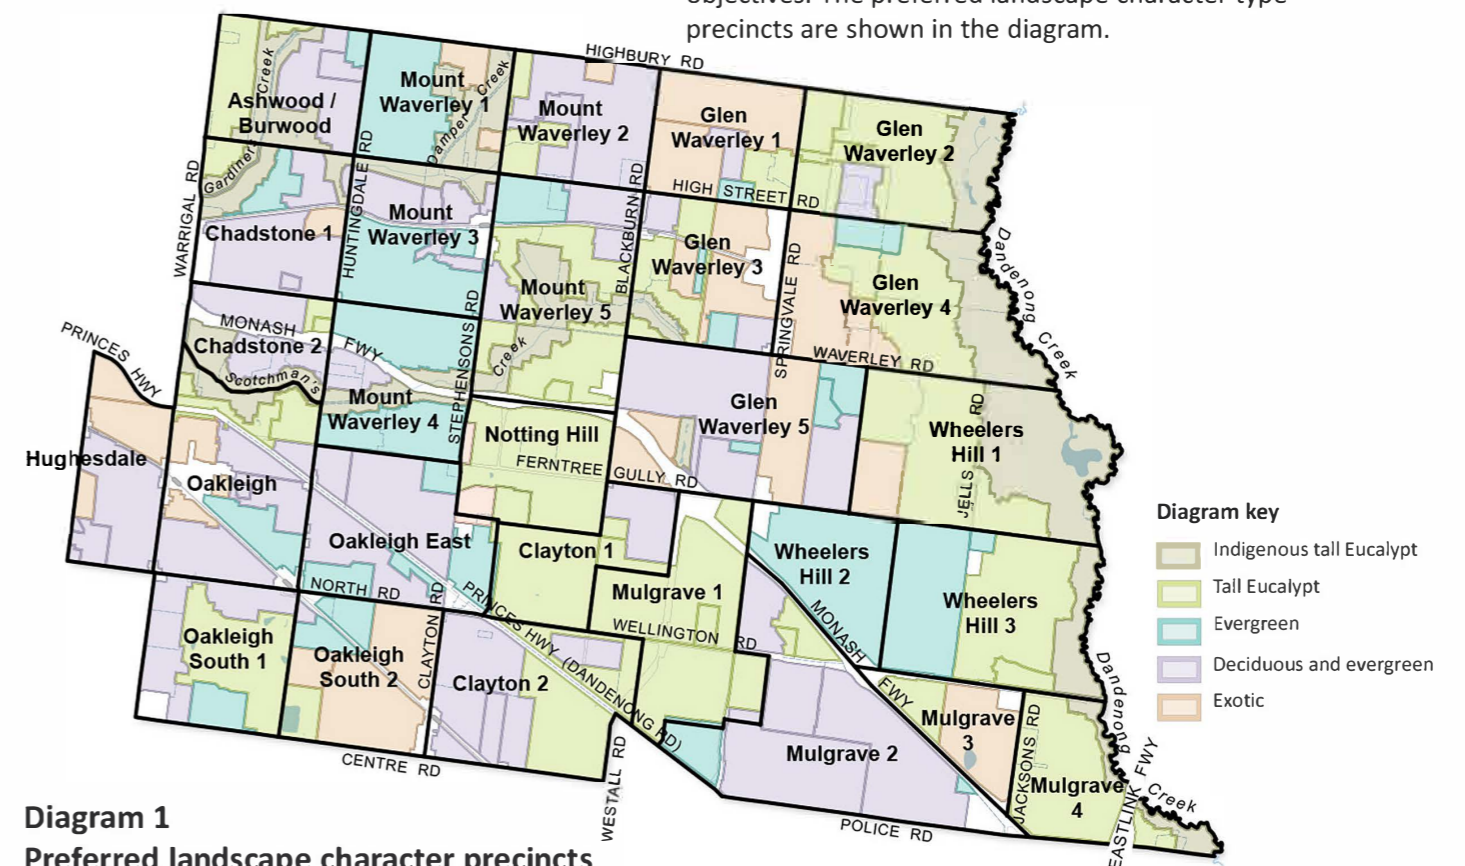 objectives. The preferred landscape character type
precincts are shown in the diagram.
HIGHBURY RD
Ashwood /
Burwood
Creek
Gardiners
Mount
Waverley 1
Damper Creek
Mount
Waverley 2
Glen
Waverley 1
Glen
Waverley 2
HIGH STREET RD
WARRIGAL RD
HUNTINGDALE RD
BLACKBURN RD
Chadstone 1
Mount
Waverley 3
Glen
Waverley 3
SPRINGVALE RD
Glen
Waverley 4
Dandenong Creek
Mount
Waverley 5
Creek
STEPHENSONS RD
MONASH FWY
Chadstone 2
Scotchman's
PRINCES HWY
WAVERLEY RD
Mount
Waverley 4
Glen
Waverley 5
Notting Hill
FERNTREE GULLY RD
JELLS RD
Wheelers
Hill 1
Hughesdale
Oakleigh
Oakleigh East
Clayton 1
NORTH RD
CLAYTON RD
PRINCES HWY (DANDENONG RD)
Mulgrave 1
WELLINGTON RD
Wheelers
Hill 2
MONASH FWY
Wheelers
Hill 3
Oakleigh
South 1
Oakleigh
South 2
Clayton 2
CENTRE RD
WESTALL RD
Mulgrave 2
Mulgrave
3
JACKSONS RD
Mulgrave
4
POLICE RD
EASTLINK FWY
Dandenong Creek
Diagram key
Indigenous tall Eucalypt
Tall Eucalypt
Evergreen
Deciduous and evergreen
Exotic
Diagram 1
Preferred landscape character precincts